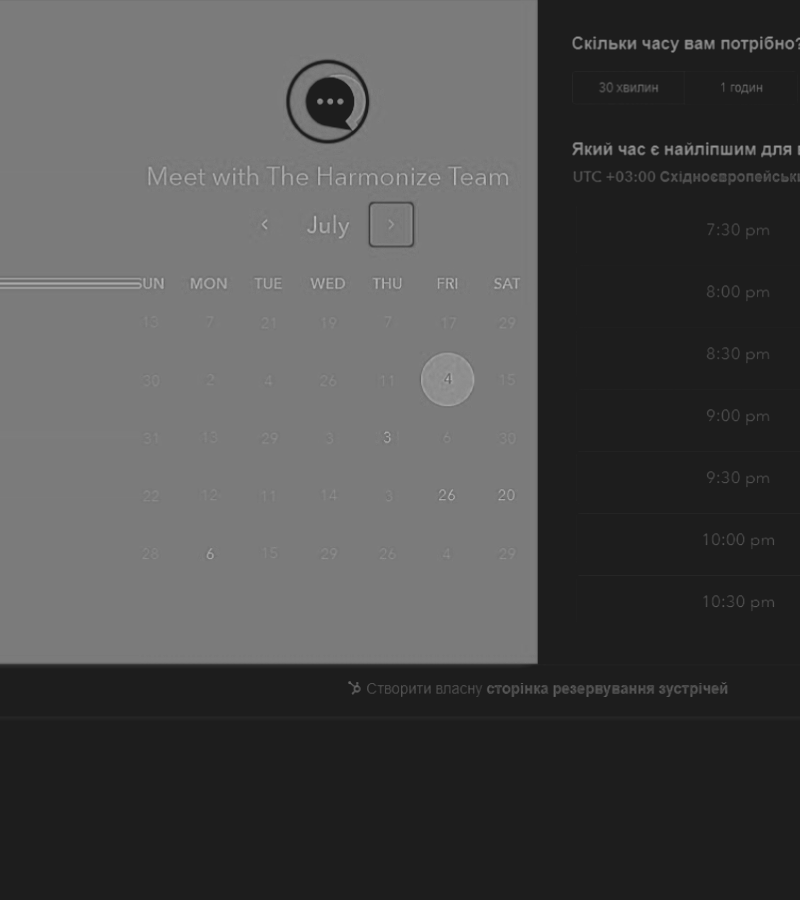 Meet with The Harmonize Team
July
SUN MON TUE WED THU FRI SAT
13 7 21 19 7 17 29
30 2 4 26 11 4 15
31 13 29 3 3 6 30
22 12 11 14 3 26 20
28 6 15 29 26 4 29
Скільки часу вам потрібно?
30 хвилин 1 годин
Який час є найліпшим для
UTC +03:00 Східноєвропейськи
7:30 pm
8:00 pm
8:30 pm
9:00 pm
9:30 pm
10:00 pm
10:30 pm
Створити власну сторінка резервування зустрічей